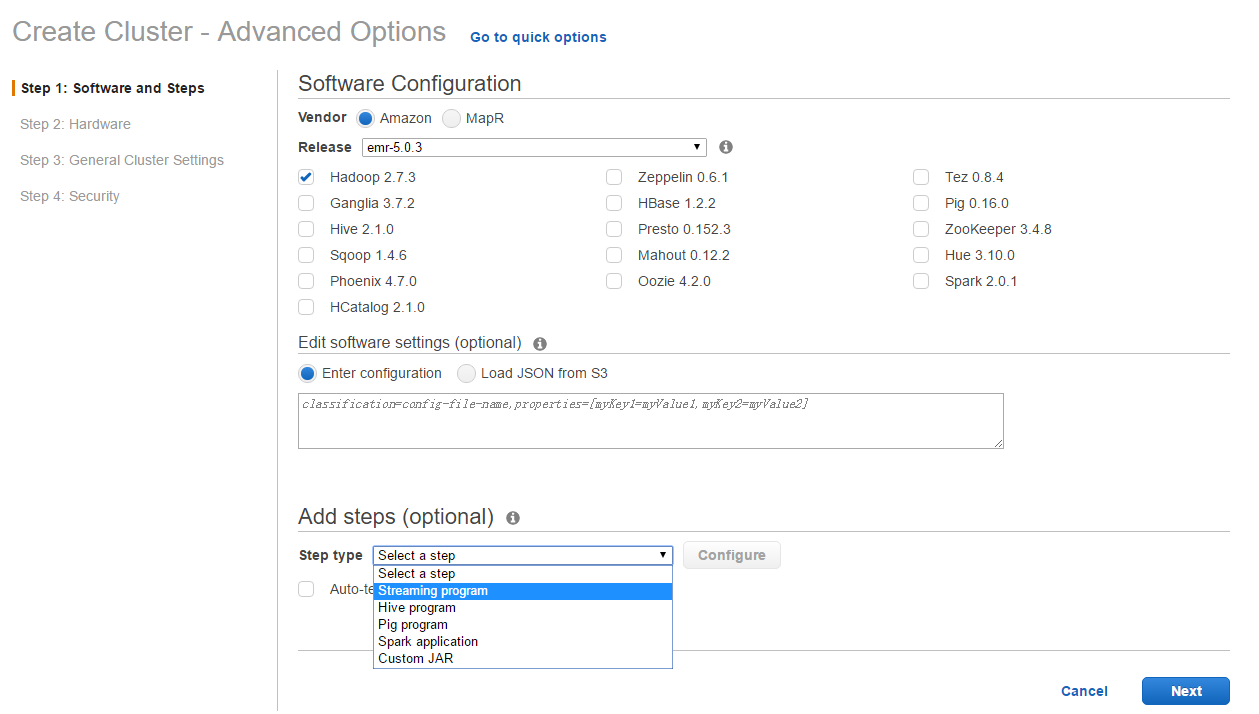 Create Cluster - Advanced Options Go to quick options
Step 1: Software and Steps
Step 2: Hardware
Step 3: General Cluster Settings
Step 4: Security
Software Configuration
Vendor Amazon MapR
Release emr-5.0.3
Hadoop 2.7.3 Zeppelin 0.6.1 Tez 0.8.4
Ganglia 3.7.2 HBase 1.2.2 Pig 0.16.0
Hive 2.1.0 Presto 0.152.3 ZooKeeper 3.4.8
Sqoop 1.4.6 Mahout 0.12.2 Hue 3.10.0
Phoenix 4.7.0 Oozie 4.2.0 Spark 2.0.1
HCatalog 2.1.0
Edit software settings (optional)
Enter configuration Load JSON from S3
classification=config-file-name,properties=[myKey1=myValue1,myKey2=myValue2]
Add steps (optional)
Step type Select a step Configure
Select a step
Auto-te Streaming program
Hive program
Pig program
Spark application
Custom JAR
Cancel Next